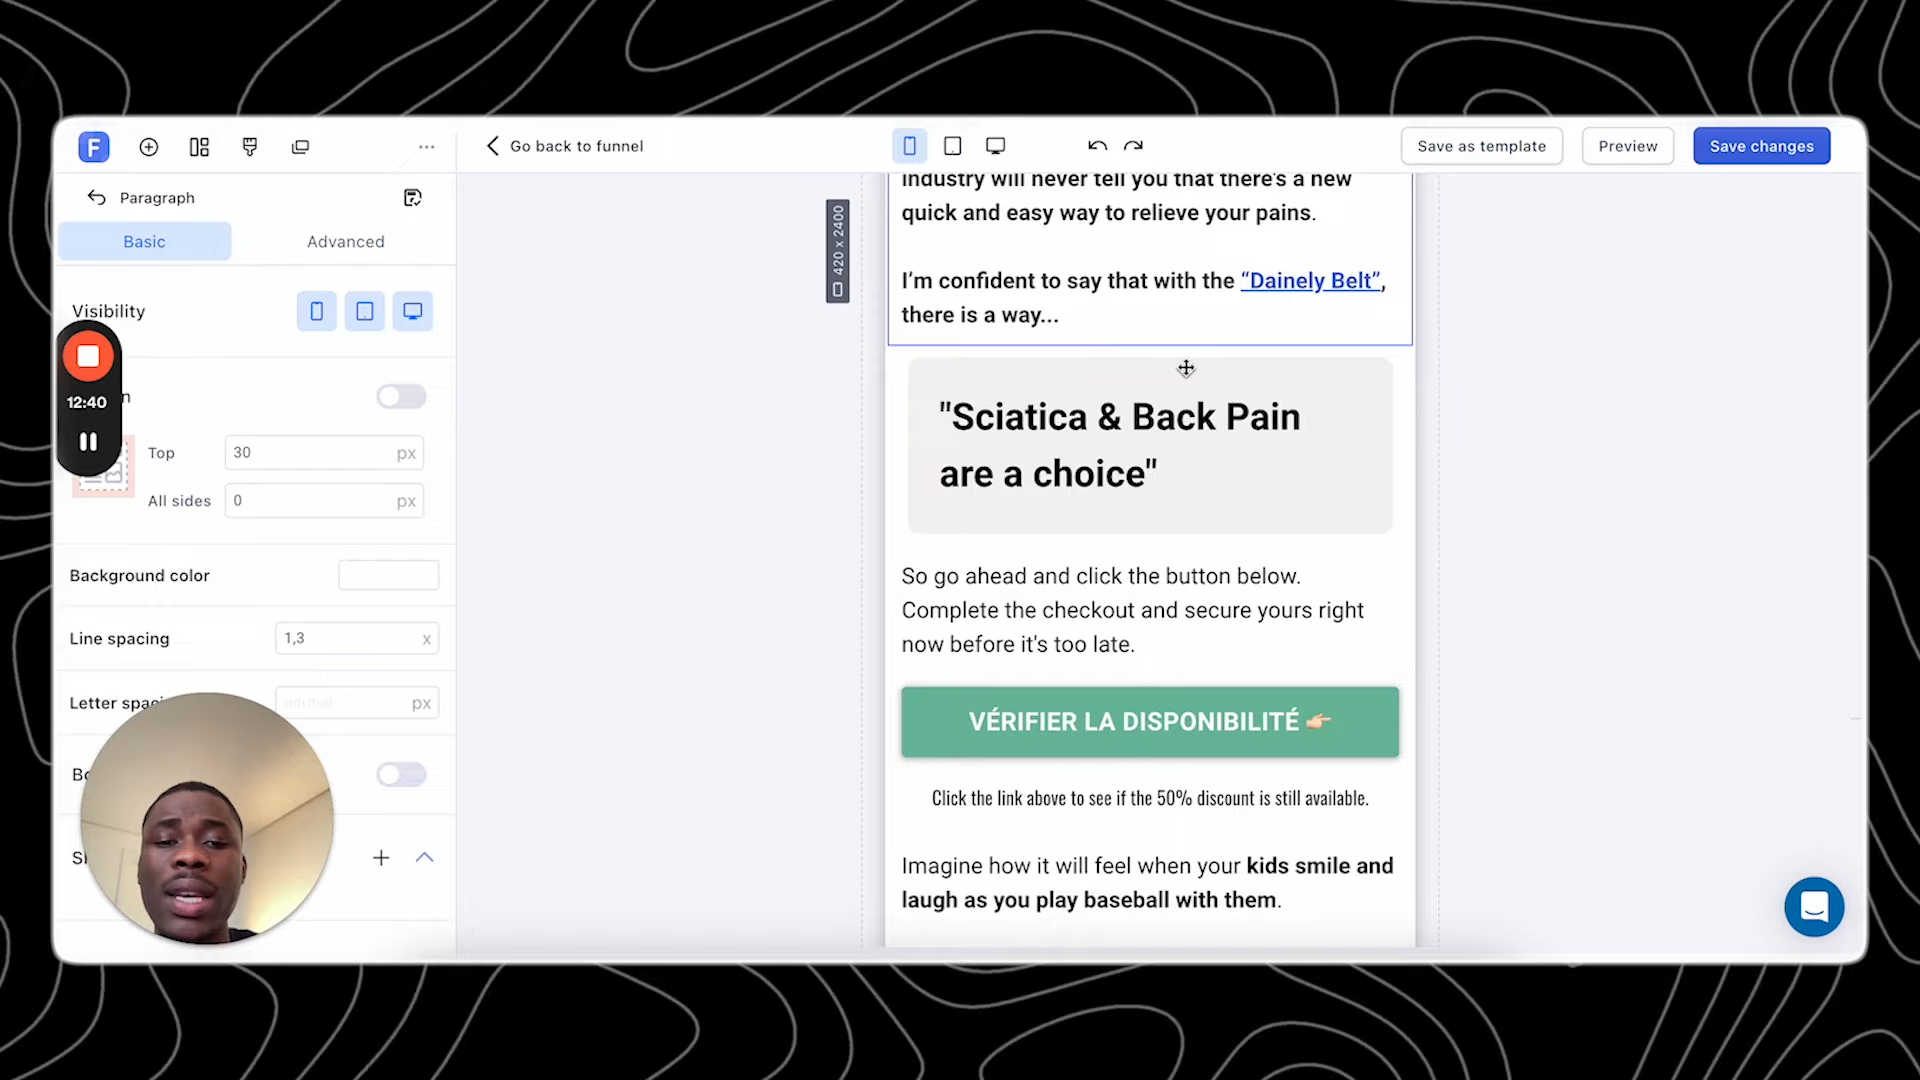 F
Go back to funnel
Save as template
Preview
Save changes
Paragraph
Basic
Advanced
Visibility
12:40
n
Top
30
px
All sides
0
px
Background color
Line spacing
1,3
x
Letter spaci
normal
px
Bo
420 x 2400
industry will never tell you that there's a new
quick and easy way to relieve your pains.
I'm confident to say that with the “Dainely Belt”,
there is a way...
"Sciatica & Back Pain
are a choice"
So go ahead and click the button below.
Complete the checkout and secure yours right
now before it's too late.
VÉRIFIER LA DISPONIBILITÉ 👉🏻
Click the link above to see if the 50% discount is still available.
Imagine how it will feel when your kids smile and
laugh as you play baseball with them.